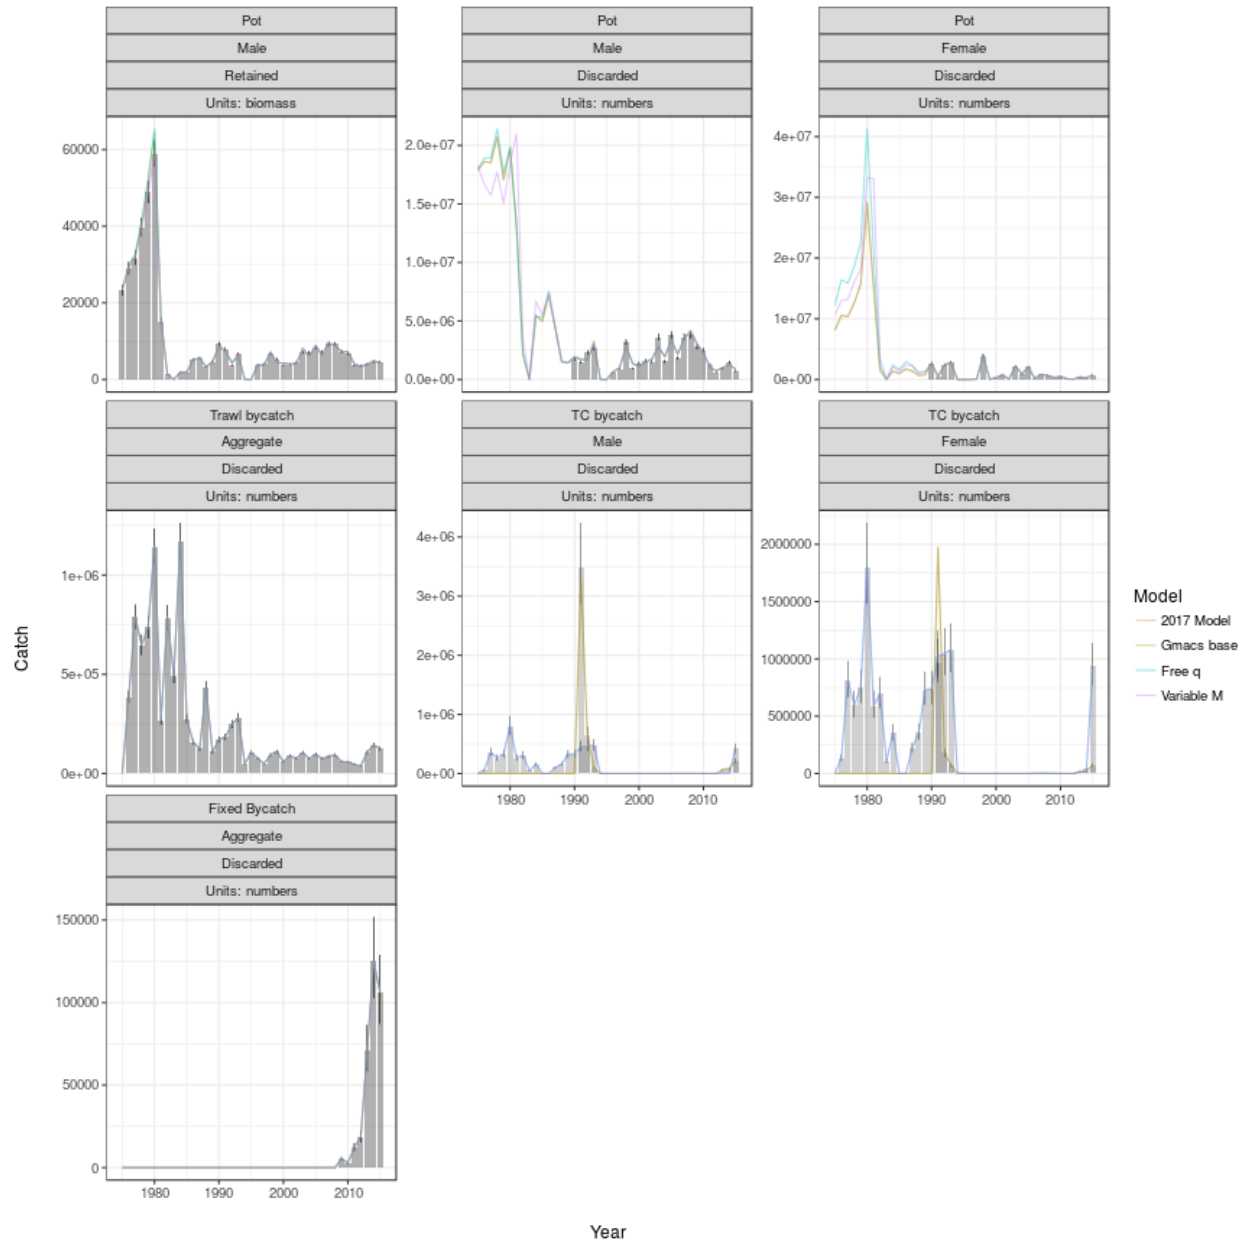 Pot
Male
Retained
Units: biomass
60000
40000
20000
0
Pot
Male
Discarded
Units: numbers
2.0e+07
1.5e+07
1.0e+07
5.0e+06
0.0e+00
Pot
Female
Discarded
Units: numbers
4e+07
3e+07
2e+07
1e+07
0e+00
Trawl bycatch
Aggregate
Discarded
Units: numbers
1e+06
5e+05
0e+00
TC bycatch
Male
Discarded
Units: numbers
4e+06
3e+06
2e+06
1e+06
0e+00
1980 1990 2000 2010
TC bycatch
Female
Discarded
Units: numbers
2000000
1500000
1000000
500000
0
1980 1990 2000 2010
Fixed Bycatch
Aggregate
Discarded
Units: numbers
150000
100000
50000
0
1980 1990 2000 2010
Catch
Year
Model
2017 Model
Gmacs base
Free q
Variable M